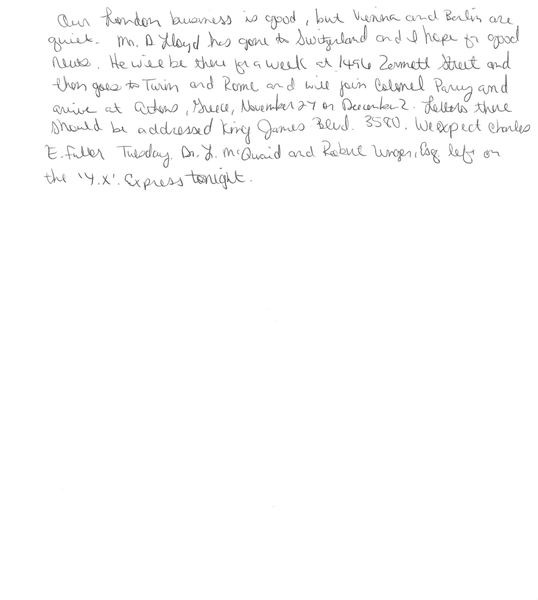 Our London business is good, but Vienna and Berlin are
quiet. Mr. D. Lloyd has gone to Switzerland and I hope for good
news. He will be there for a week at 1496 Zermott Street and
then goes to Turin and Rome and will join Colonel Parry and
arrive at Athens, Greece, November 27 or December 2. Letters there
should be addressed King James Blvd. 3580. We expect Charles
E. Fuller Tuesday. Dr. L. McQuaid and Robert Unger, Esq. left on
the 'Y.X'. Express tonight.